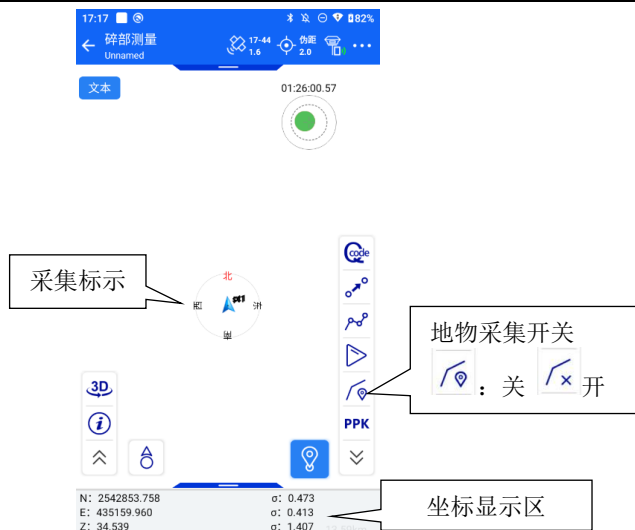 17:17 82%
碎部测量
Unnamed
17-44
1.6
伪距
2.0
文本
01:26:00.57
code
采集标示
北
西
东
南
pt1
地物采集开关
：关 开
3D
i
PPK
N: 2542853.758 σ: 0.473
E: 435159.960 σ: 0.413
Z: 34.539 σ: 1.407
坐标显示区